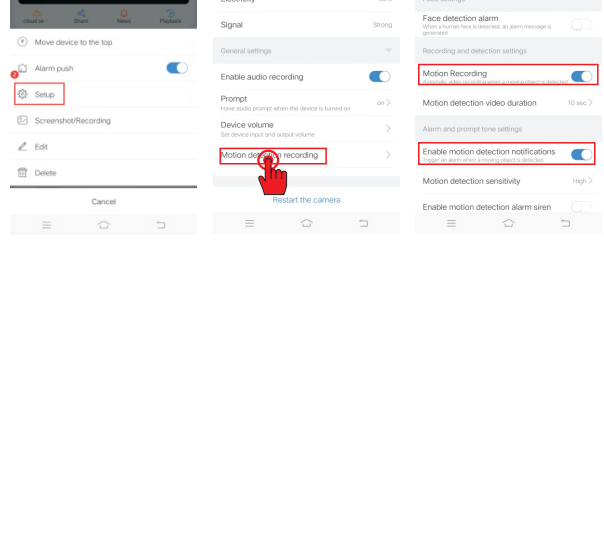 cloud se
Share
News
Playback
Move device to the top
Alarm push
2
Setup
Screenshot/Recording
Edit
Delete
Cancel
Signal
Strong
General settings
Enable audio recording
Prompt
on >
Have audio prompt when the device is turned on
Device volume
Set device input and output volume
Motion detection recording
Restart the camera
Face detection alarm
When a human face is detected, an alarm message is
generated
Recording and detection settings
Motion Recording
Automatic video recording when a moving object is detected
Motion detection video duration
10 sec >
Alarm and prompt tone settings
Enable motion detection notifications
Trigger an alarm when a moving object is detected
Motion detection sensitivity
High >
Enable motion detection alarm siren